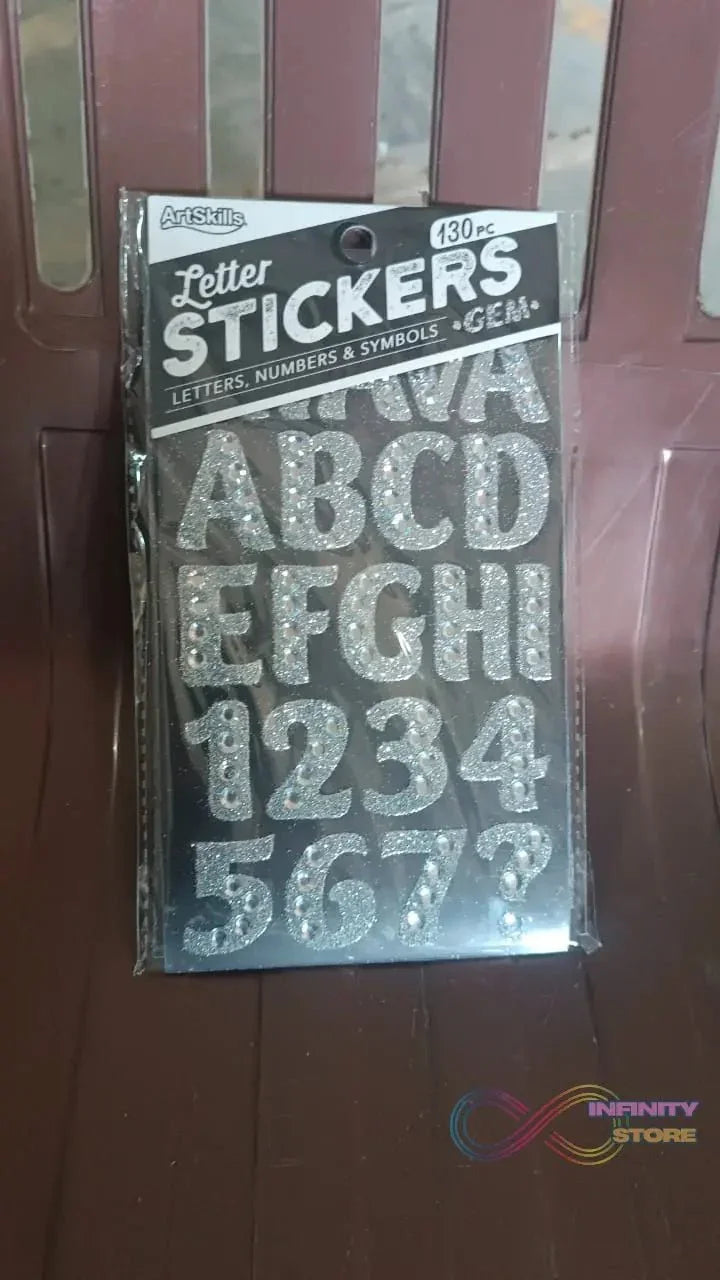 ArtSkills
130 PC
Letter
STICKERS
GEM
LETTERS, NUMBERS & SYMBOLS
ABCD
EFGHI
1234
567?
INFINITY
STORE